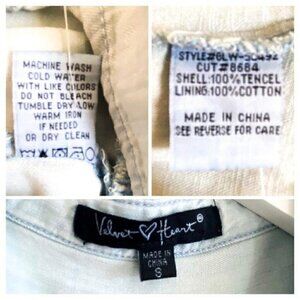 MACHINE WASH
COLD WATER
WITH LIKE COLORS
DO NOT BLEACH
TUMBLE DRY LOW
WARM IRON
IF NEEDED
OR DRY CLEAN
CUT#8684
SHELL:100%TENCEL
LINING:100%COTTON
MADE IN CHINA
SEE REVERSE FOR CARE
Velvet ♡ Heart®
MADE IN
CHINA
S